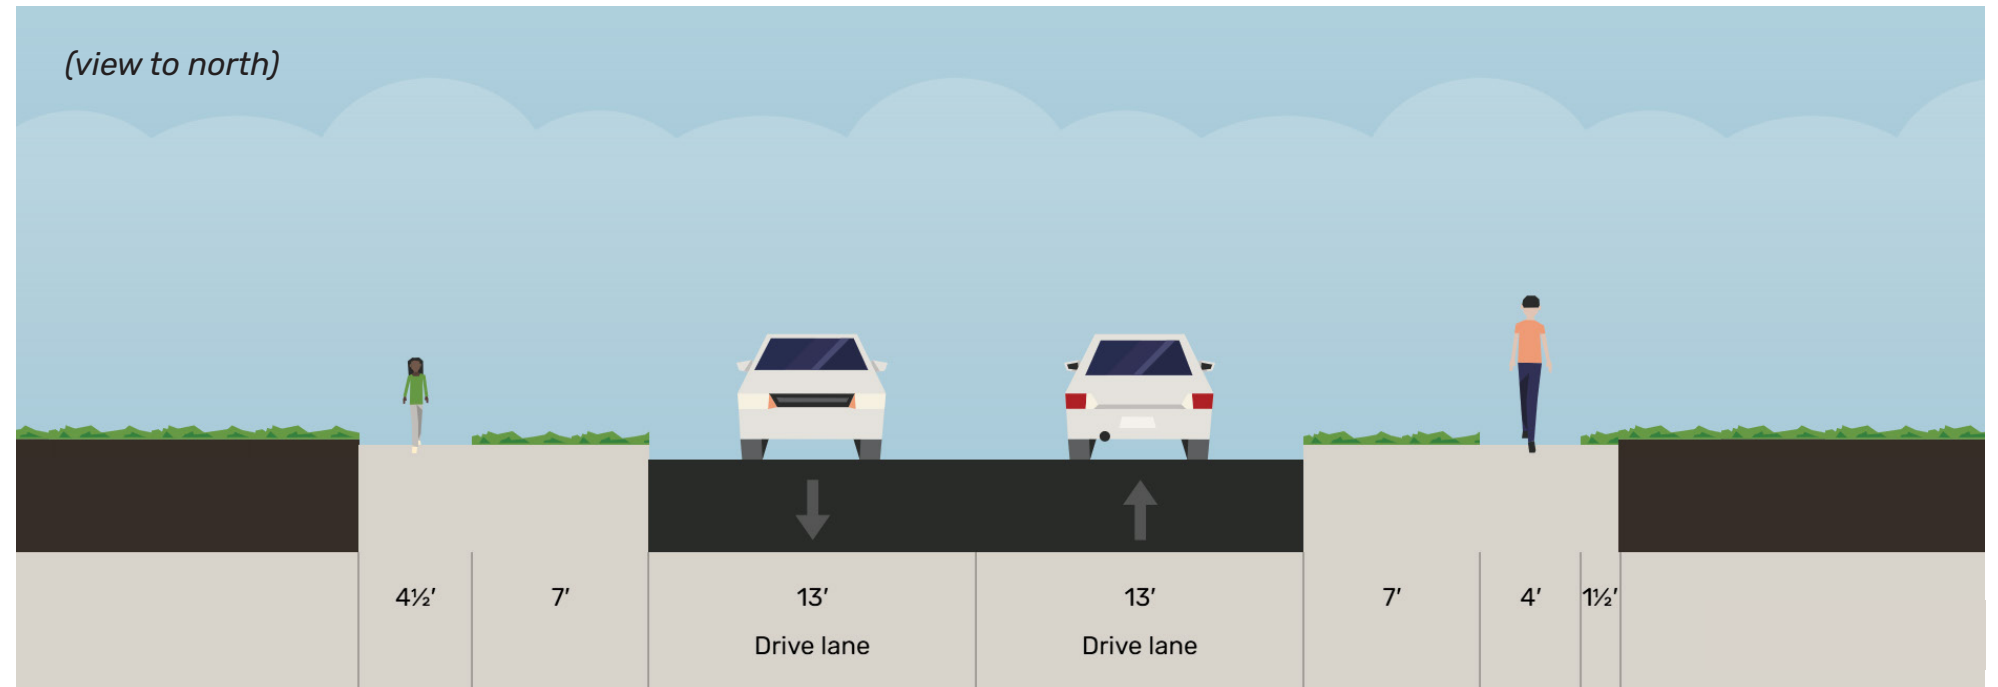 (view to north)
4½′ 7′ 13′ 13′ 7′ 4′ 1½′
Drive lane Drive lane